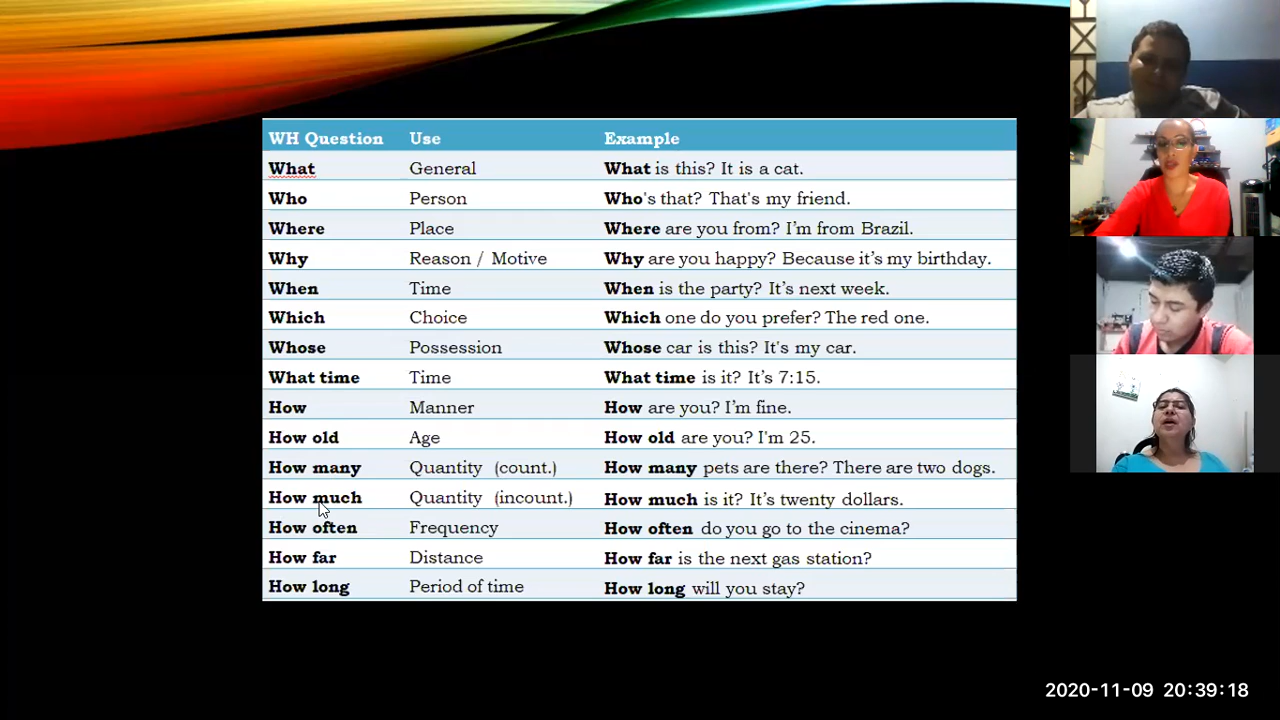 WH Question Use Example
What General What is this? It is a cat.
Who Person Who's that? That's my friend.
Where Place Where are you from? I’m from Brazil.
Why Reason / Motive Why are you happy? Because it’s my birthday.
When Time When is the party? It’s next week.
Which Choice Which one do you prefer? The red one.
Whose Possession Whose car is this? It's my car.
What time Time What time is it? It’s 7:15.
How Manner How are you? I’m fine.
How old Age How old are you? I'm 25.
How many Quantity (count.) How many pets are there? There are two dogs.
How much Quantity (incount.) How much is it? It’s twenty dollars.
How often Frequency How often do you go to the cinema?
How far Distance How far is the next gas station?
How long Period of time How long will you stay?
2020-11-09 20:39:18